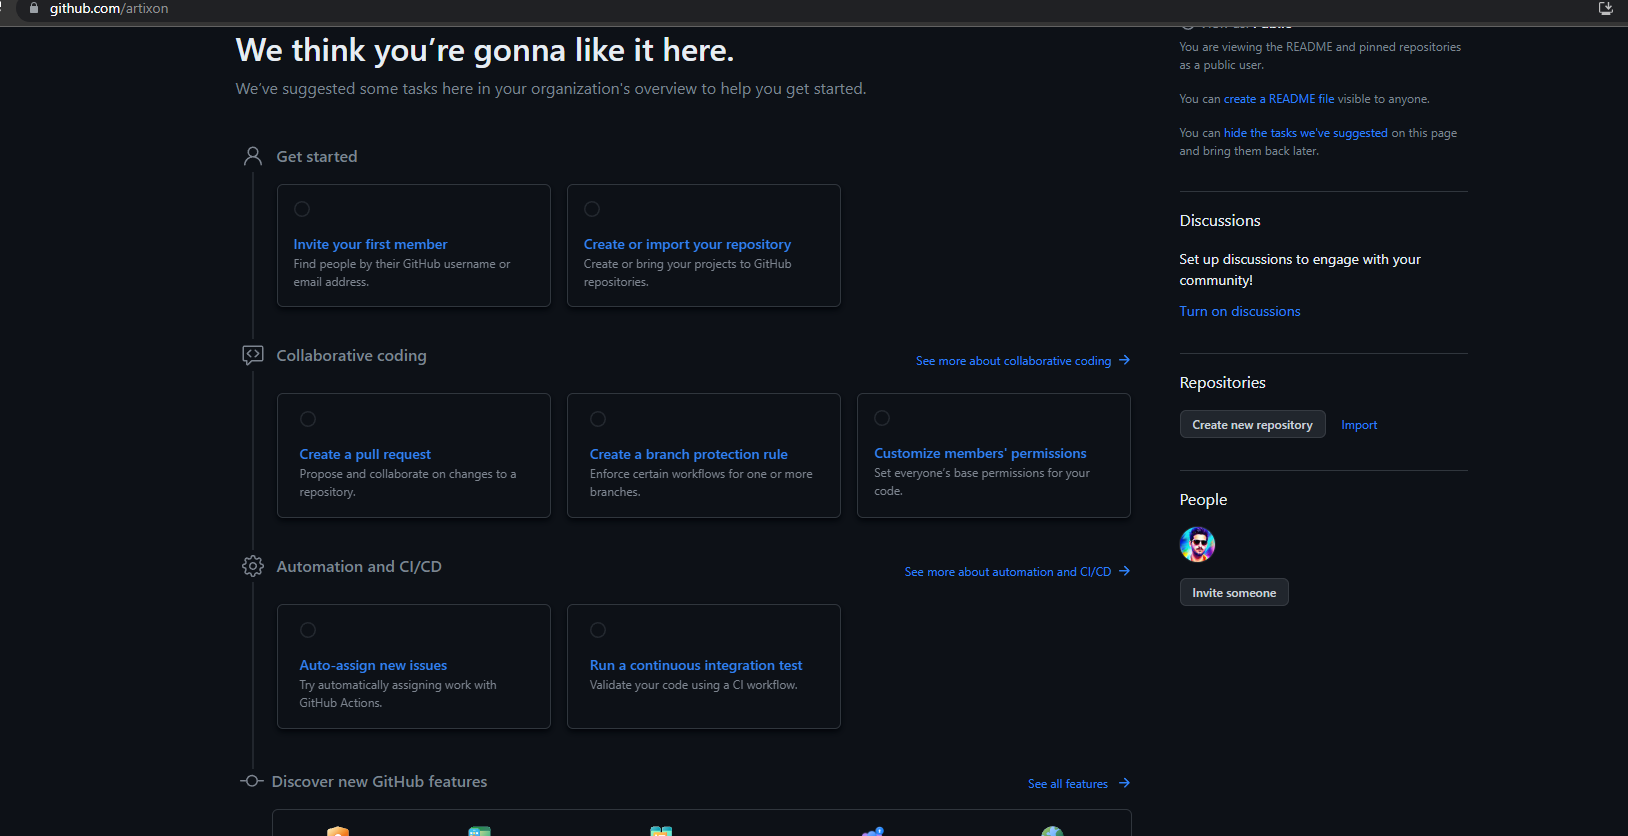 github.com/artixon
We think you’re gonna like it here.
We’ve suggested some tasks here in your organization's overview to help you get started.
Get started
Invite your first member
Find people by their GitHub username or
email address.
Create or import your repository
Create or bring your projects to GitHub
repositories.
Collaborative coding
See more about collaborative coding
Create a pull request
Propose and collaborate on changes to a
repository.
Create a branch protection rule
Enforce certain workflows for one or more
branches.
Customize members' permissions
Set everyone's base permissions for your
code.
Automation and CI/CD
See more about automation and CI/CD
Auto-assign new issues
Try automatically assigning work with
GitHub Actions.
Run a continuous integration test
Validate your code using a CI workflow.
Discover new GitHub features
See all features
You are viewing the README and pinned repositories
as a public user.
You can create a README file visible to anyone.
You can hide the tasks we've suggested on this page
and bring them back later.
Discussions
Set up discussions to engage with your
community!
Turn on discussions
Repositories
Create new repository
Import
People
Invite someone